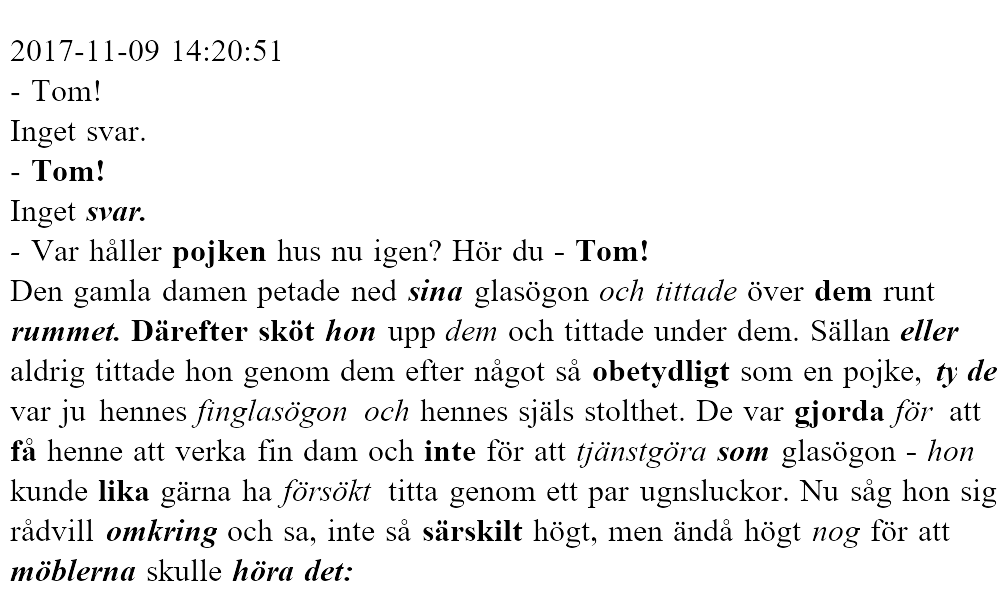 2017-11-09 14:20:51
- Tom!
Inget svar.
- Tom!
Inget svar.
- Var håller pojken hus nu igen? Hör du - Tom!
Den gamla damen petade ned sina glasögon och tittade över dem runt
rummet. Därefter sköt hon upp dem och tittade under dem. Sällan eller
aldrig tittade hon genom dem efter något så obetydligt som en pojke, ty de
var ju hennes finglasögon och hennes själs stolthet. De var gjorda för att
få henne att verka fin dam och inte för att tjänstgöra som glasögon - hon
kunde lika gärna ha försökt titta genom ett par ugnsluckor. Nu såg hon sig
rådvill omkring och sa, inte så särskilt högt, men ändå högt nog för att
möblerna skulle höra det: